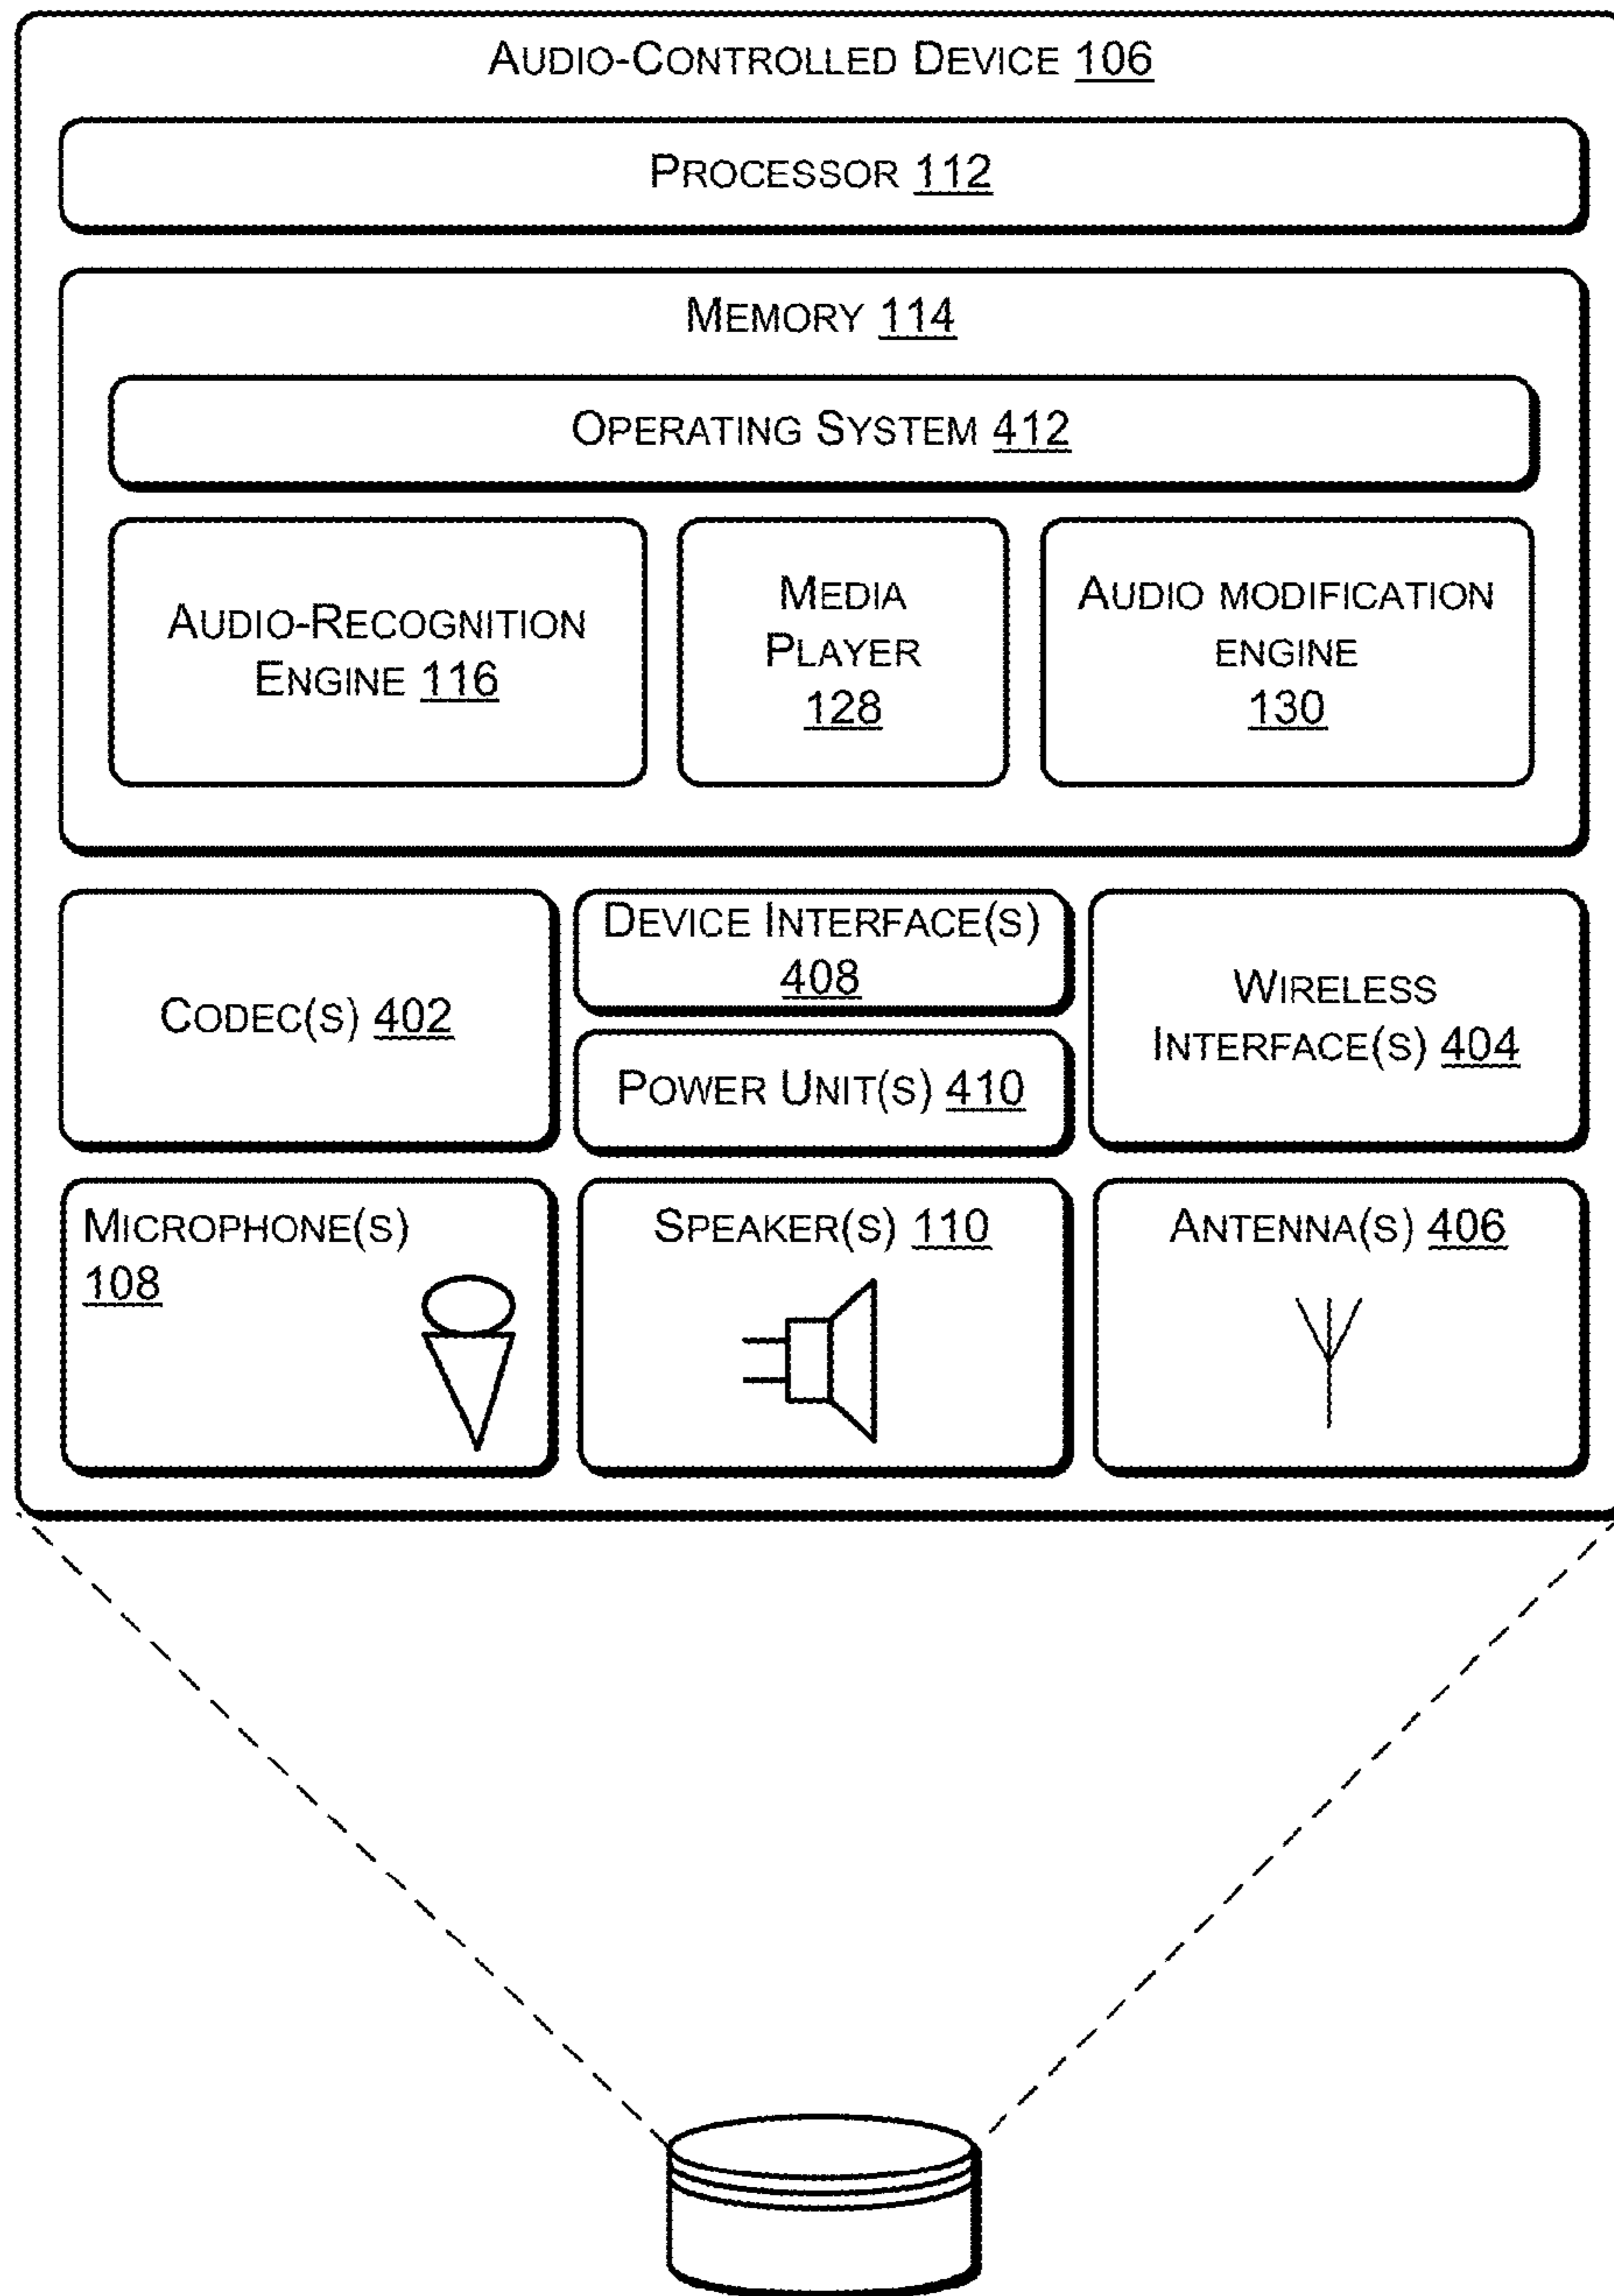 AUDIO-CONTROLLED DEVICE 106
PROCESSOR 112
MEMORY 114
OPERATING SYSTEM 412
AUDIO-RECOGNITION
ENGINE 116
MEDIA
PLAYER
128
AUDIO MODIFICATION
ENGINE
130
CODEC(S) 402
DEVICE INTERFACE(S)
408
POWER UNIT(S) 410
WIRELESS
INTERFACE(S) 404
MICROPHONE(S)
108
SPEAKER(S) 110
ANTENNA(S) 406